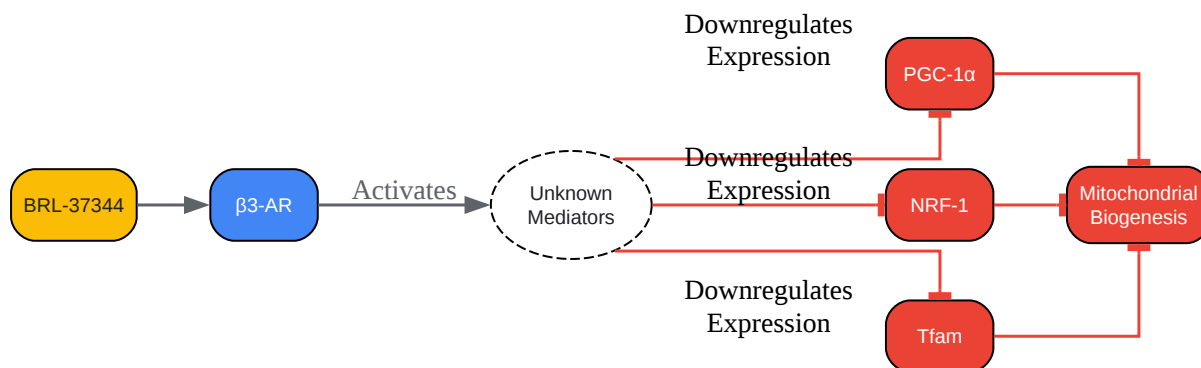 Downregulates
Expression
PGC-1α
BRL-37344
β3-AR
Activates
Unknown
Mediators
Downregulates
Expression
NRF-1
Mitochondrial
Biogenesis
Downregulates
Expression
Tfam